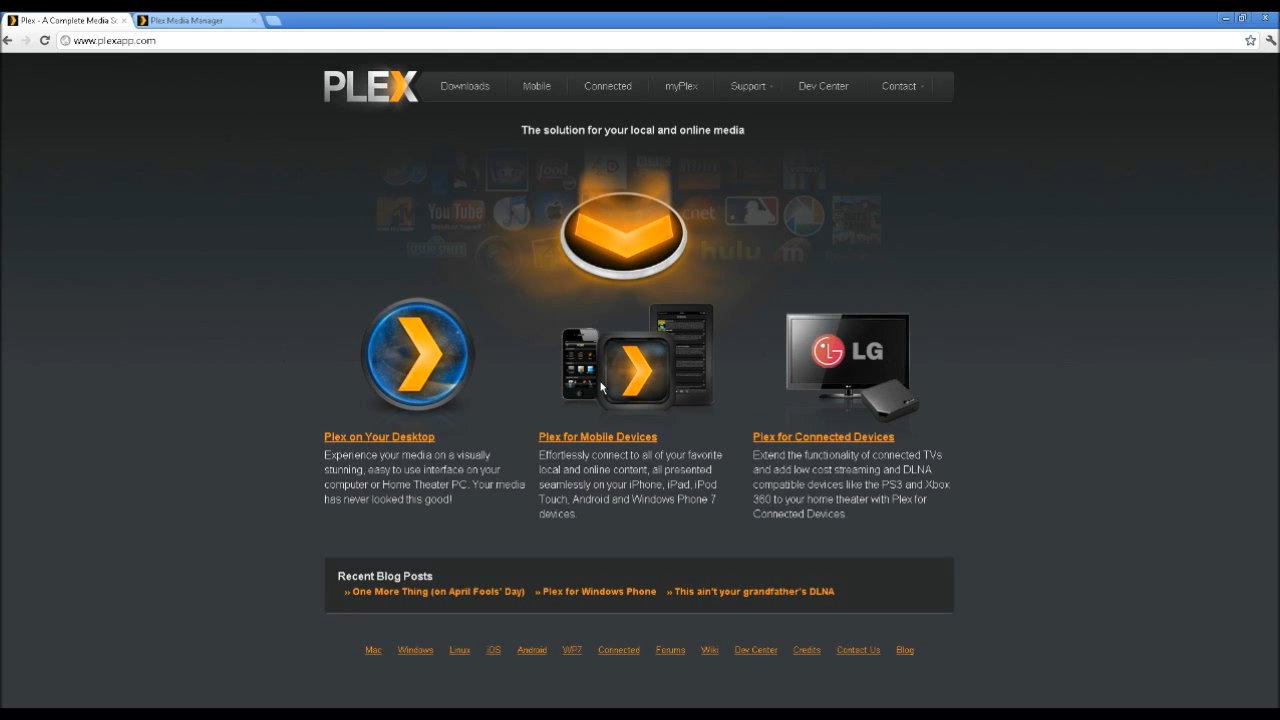 Plex - A Complete Media S
Plex Media Manager
www.plexapp.com
PLEX
Downloads
Mobile
Connected
myPlex
Support
Dev Center
Contact
The solution for your local and online media
food
MTV
YouTube
cnet
hulu
LG
Plex on Your Desktop
Experience your media on a visually
stunning, easy to use interface on your
computer or Home Theater PC. Your media
has never looked this good!
Plex for Mobile Devices
Effortlessly connect to all of your favorite
local and online content, all presented
seamlessly on your iPhone, iPad, iPod
Touch, Android and Windows Phone 7
devices.
Plex for Connected Devices
Extend the functionality of connected TVs
and add low cost streaming and DLNA
compatible devices like the PS3 and Xbox
360 to your home theater with Plex for
Connected Devices.
Recent Blog Posts
» One More Thing (on April Fools' Day) » Plex for Windows Phone » This ain't your grandfather's DLNA
Mac Windows Linux iOS Android WP7 Connected Forums Wiki Dev Center Credits Contact Us Blog